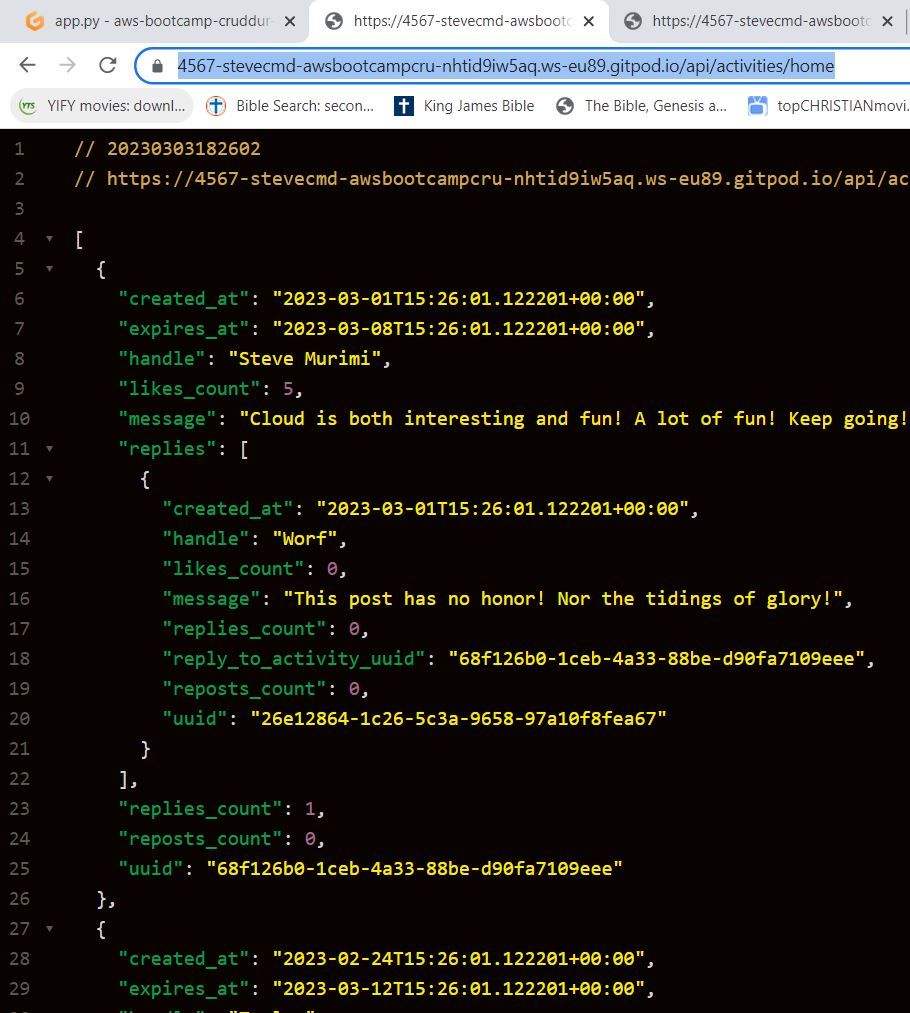 app.py - aws-bootcamp-cruddur-
https://4567-stevecmd-awsbootc
https://4567-stevecmd-awsbootc
4567-stevecmd-awsbootcampcru-nhtid9iw5aq.ws-eu89.gitpod.io/api/activities/home
YTS YIFY movies: downl... Bible Search: secon... King James Bible The Bible, Genesis a... topCHRISTIANmovi.
1 // 20230303182602
2 // https://4567-stevecmd-awsbootcampcru-nhtid9iw5aq.ws-eu89.gitpod.io/api/ac
3
4 [
5 {
6 "created_at": "2023-03-01T15:26:01.122201+00:00",
7 "expires_at": "2023-03-08T15:26:01.122201+00:00",
8 "handle": "Steve Murimi",
9 "likes_count": 5,
10 "message": "Cloud is both interesting and fun! A lot of fun! Keep going!
11 "replies": [
12 {
13 "created_at": "2023-03-01T15:26:01.122201+00:00",
14 "handle": "Worf",
15 "likes_count": 0,
16 "message": "This post has no honor! Nor the tidings of glory!",
17 "replies_count": 0,
18 "reply_to_activity_uuid": "68f126b0-1ceb-4a33-88be-d90fa7109eee",
19 "reposts_count": 0,
20 "uuid": "26e12864-1c26-5c3a-9658-97a10f8fea67"
21 }
22 ],
23 "replies_count": 1,
24 "reposts_count": 0,
25 "uuid": "68f126b0-1ceb-4a33-88be-d90fa7109eee"
26 },
27 {
28 "created_at": "2023-02-24T15:26:01.122201+00:00",
29 "expires_at": "2023-03-12T15:26:01.122201+00:00",